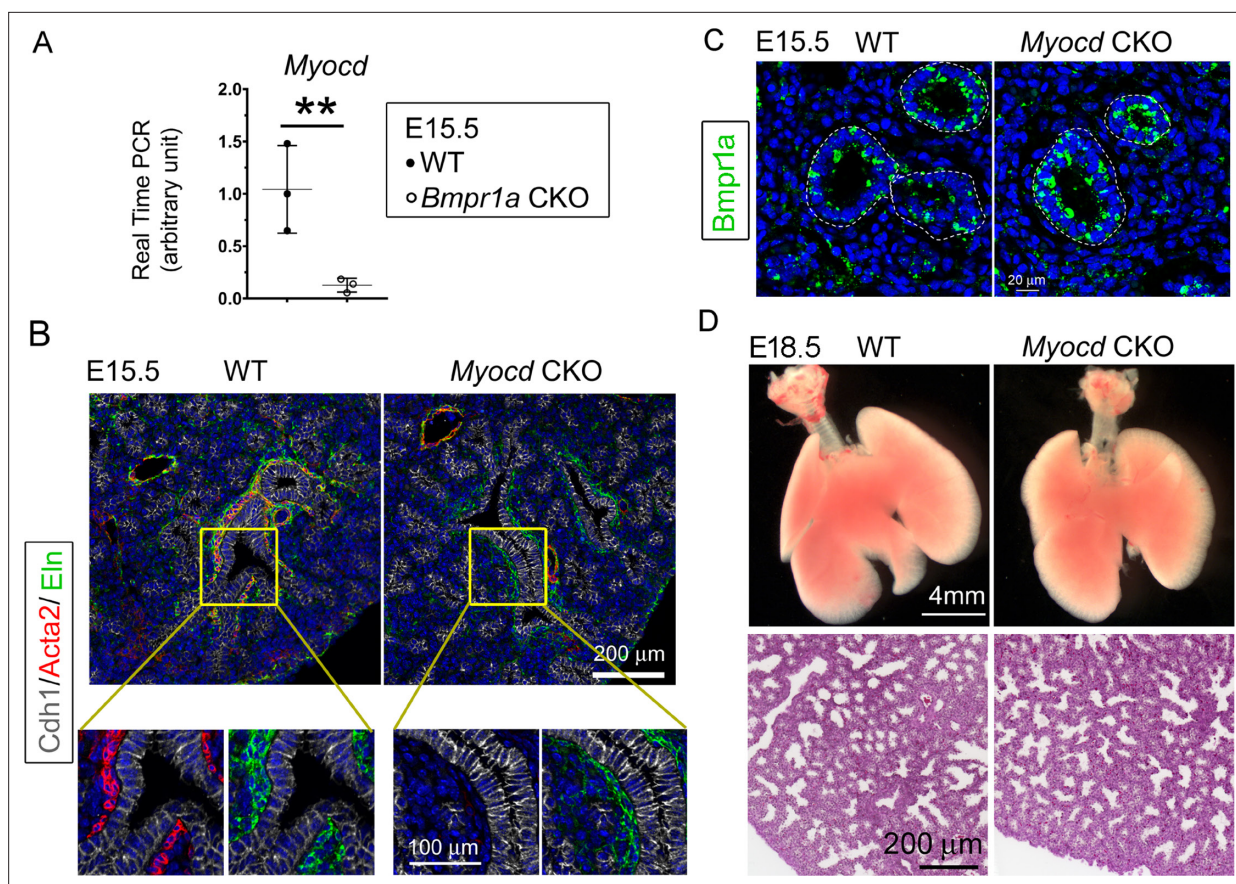 A
Myocd
**
2.0
1.5
1.0
0.5
0.0
Real Time PCR
(arbitrary unit)
E15.5
● WT
○ Bmpr1a CKO
B
E15.5 WT Myocd CKO
Cdh1/Acta2/Eln
200 μm
100 μm
C
E15.5 WT Myocd CKO
Bmpr1a
20 μm
D
E18.5 WT Myocd CKO
4mm
200 μm